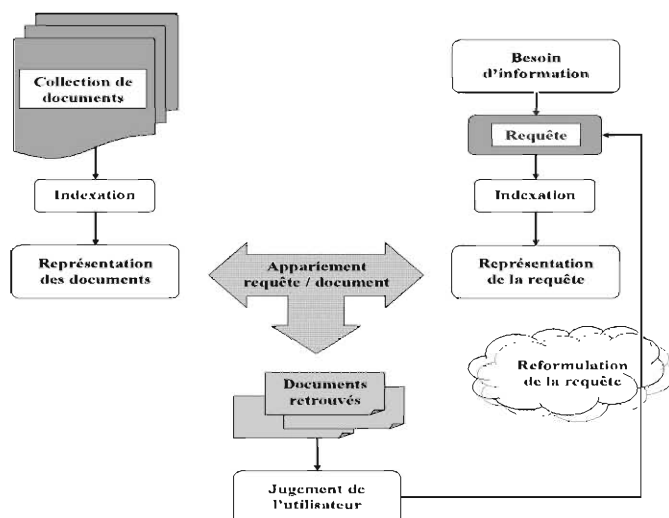 Collection de
documents
Indexation
Représentation
des documents
Besoin
d'information
Requête
Indexation
Représentation
de la requête
Appariement
requête / document
Reformulation
de la requête
Documents
retrouvés
Jugement de
l'utilisateur